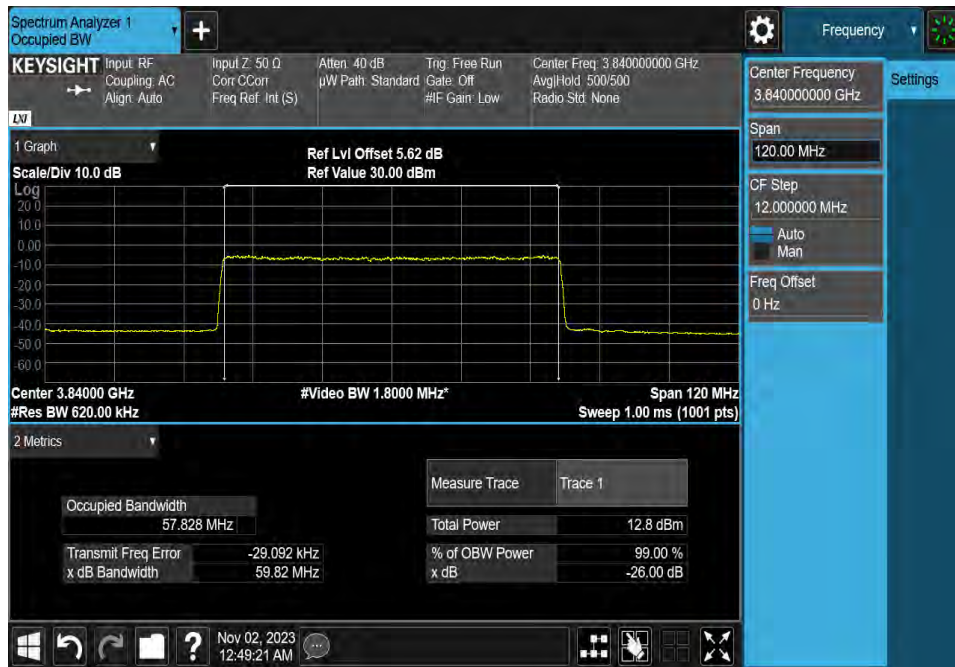 Spectrum Analyzer 1
Occupied BW
+
Frequency
KEYSIGHT
Input: RF
Coupling: AC
Align: Auto
Input Z: 50 Ω
Corr CCorr
Freq Ref: Int (S)
Atten: 40 dB
µW Path: Standard
Trig: Free Run
Gate: Off
#IF Gain: Low
Center Freq: 3.840000000 GHz
Avg|Hold: 500/500
Radio Std: None
LXI
Center Frequency
3.840000000 GHz
Settings
Span
120.00 MHz
CF Step
12.000000 MHz
Auto
Man
Freq Offset
0 Hz
1 Graph
Scale/Div 10.0 dB
Ref Lvl Offset 5.62 dB
Ref Value 30.00 dBm
Log
20.0
10.0
0.00
-10.0
-20.0
-30.0
-40.0
-50.0
-60.0
Center 3.84000 GHz
#Video BW 1.8000 MHz*
Span 120 MHz
#Res BW 620.00 kHz
Sweep 1.00 ms (1001 pts)
2 Metrics
Measure Trace Trace 1
Occupied Bandwidth
57.828 MHz
Total Power 12.8 dBm
Transmit Freq Error -29.092 kHz
% of OBW Power 99.00 %
x dB Bandwidth 59.82 MHz
x dB -26.00 dB
?
Nov 02, 2023
12:49:21 AM